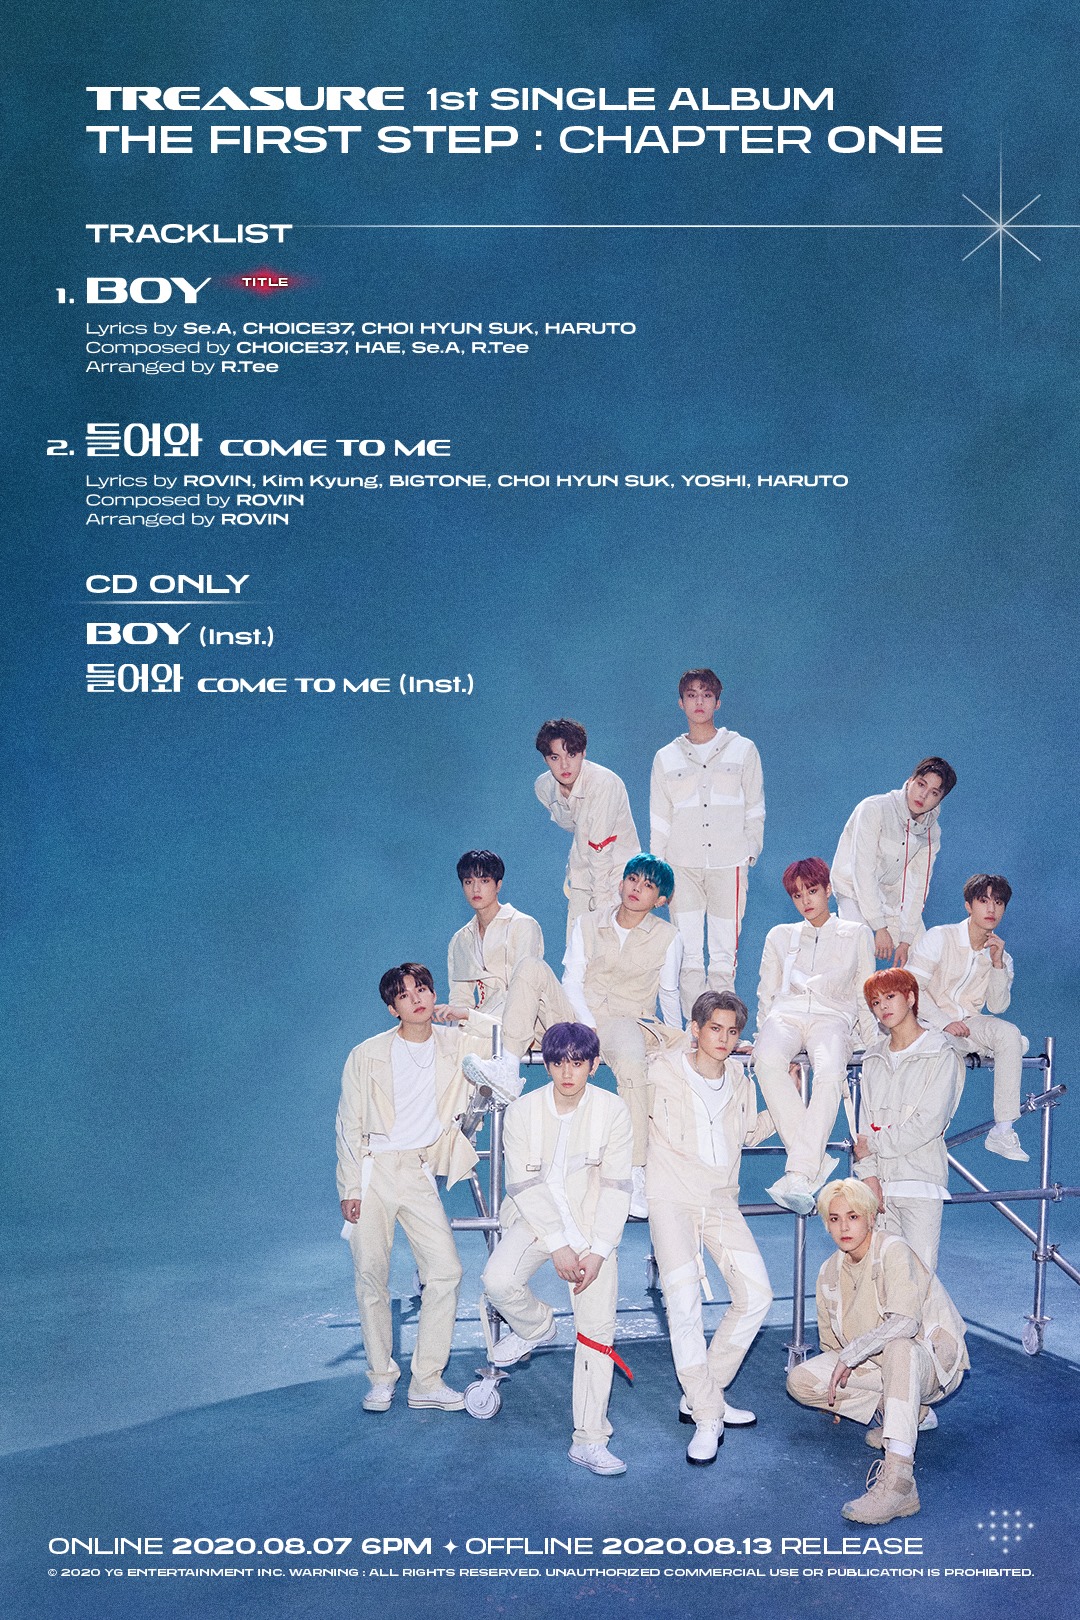 TREASURE 1st SINGLE ALBUM
THE FIRST STEP : CHAPTER ONE
TRACKLIST
1. BOY TITLE
Lyrics by Se.A, CHOICE37, CHOI HYUN SUK, HARUTO
Composed by CHOICE37, HAE, Se.A, R.Tee
Arranged by R.Tee
2. 들어와 COME TO ME
Lyrics by ROVIN, Kim Kyung, BIGTONE, CHOI HYUN SUK, YOSHI, HARUTO
Composed by ROVIN
Arranged by ROVIN
CD ONLY
BOY (Inst.)
들어와 COME TO ME (Inst.)
ONLINE 2020.08.07 6PM ✦ OFFLINE 2020.08.13 RELEASE
© 2020 YG ENTERTAINMENT INC. WARNING : ALL RIGHTS RESERVED. UNAUTHORIZED COMMERCIAL USE OR PUBLICATION IS PROHIBITED.